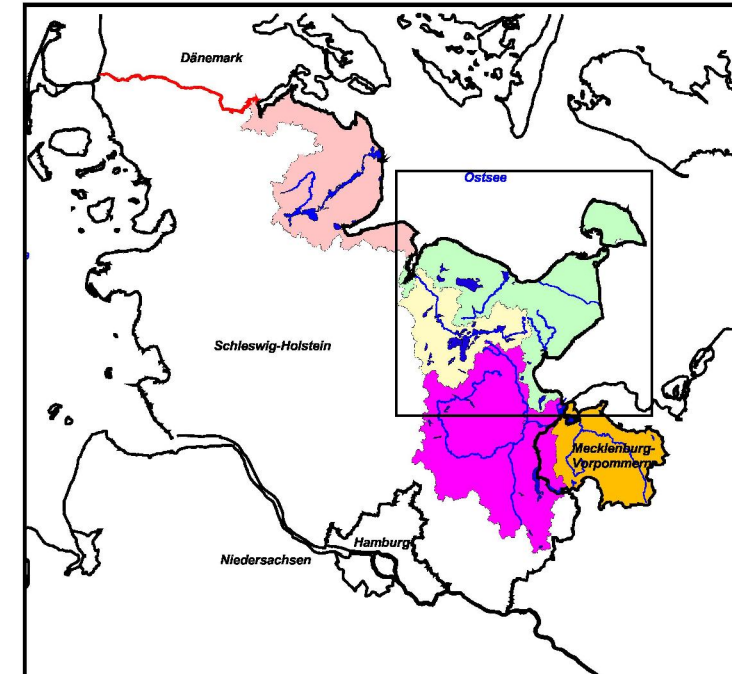 Dänemark
Ostsee
Schleswig-Holstein
Mecklenburg-
Vorpommern
Hamburg
Niedersachsen